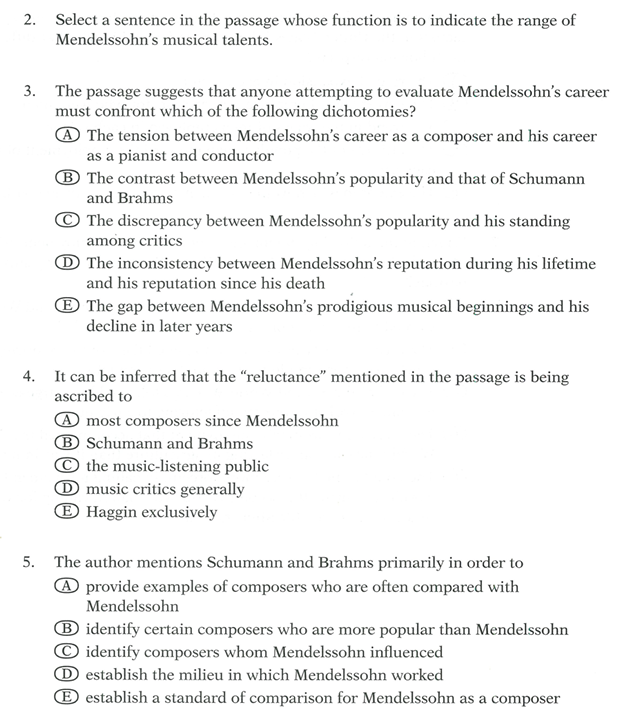 2. Select a sentence in the passage whose function is to indicate the range of
Mendelssohn's musical talents.
3. The passage suggests that anyone attempting to evaluate Mendelssohn's career
must confront which of the following dichotomies?
A The tension between Mendelssohn's career as a composer and his career
as a pianist and conductor
B The contrast between Mendelssohn's popularity and that of Schumann
and Brahms
C The discrepancy between Mendelssohn's popularity and his standing
among critics
D The inconsistency between Mendelssohn's reputation during his lifetime
and his reputation since his death
E The gap between Mendelssohn's prodigious musical beginnings and his
decline in later years
4. It can be inferred that the “reluctance” mentioned in the passage is being
ascribed to
A most composers since Mendelssohn
B Schumann and Brahms
C the music-listening public
D music critics generally
E Haggin exclusively
5. The author mentions Schumann and Brahms primarily in order to
A provide examples of composers who are often compared with
Mendelssohn
B identify certain composers who are more popular than Mendelssohn
C identify composers whom Mendelssohn influenced
D establish the milieu in which Mendelssohn worked
E establish a standard of comparison for Mendelssohn as a composer